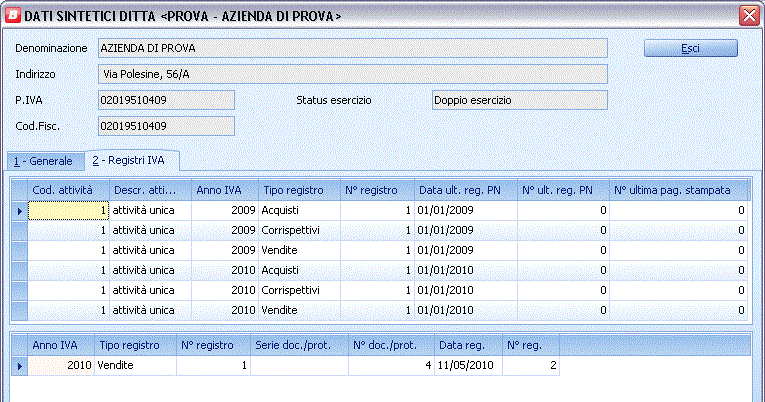 B DATI SINTETICI DITTA <PROVA - AZIENDA DI PROVA>
Denominazione AZIENDA DI PROVA Esci
Indirizzo Via Polesine, 56/A
P.IVA 02019510409 Status esercizio Doppio esercizio
Cod.Fisc. 02019510409
1 - Generale 2 - Registri IVA
Cod. attività Descr. atti... Anno IVA Tipo registro N° registro Data ult. reg. PN N° ult. reg. PN N° ultima pag. stampata
1 attività unica 2009 Acquisti 1 01/01/2009 0 0
1 attività unica 2009 Corrispettivi 1 01/01/2009 0 0
1 attività unica 2009 Vendite 1 01/01/2009 0 0
1 attività unica 2010 Acquisti 1 01/01/2010 0 0
1 attività unica 2010 Corrispettivi 1 01/01/2010 0 0
1 attività unica 2010 Vendite 1 01/01/2010 0 0
Anno IVA Tipo registro N° registro Serie doc./prot. N° doc./prot. Data reg. N° reg.
2010 Vendite 1 4 11/05/2010 2